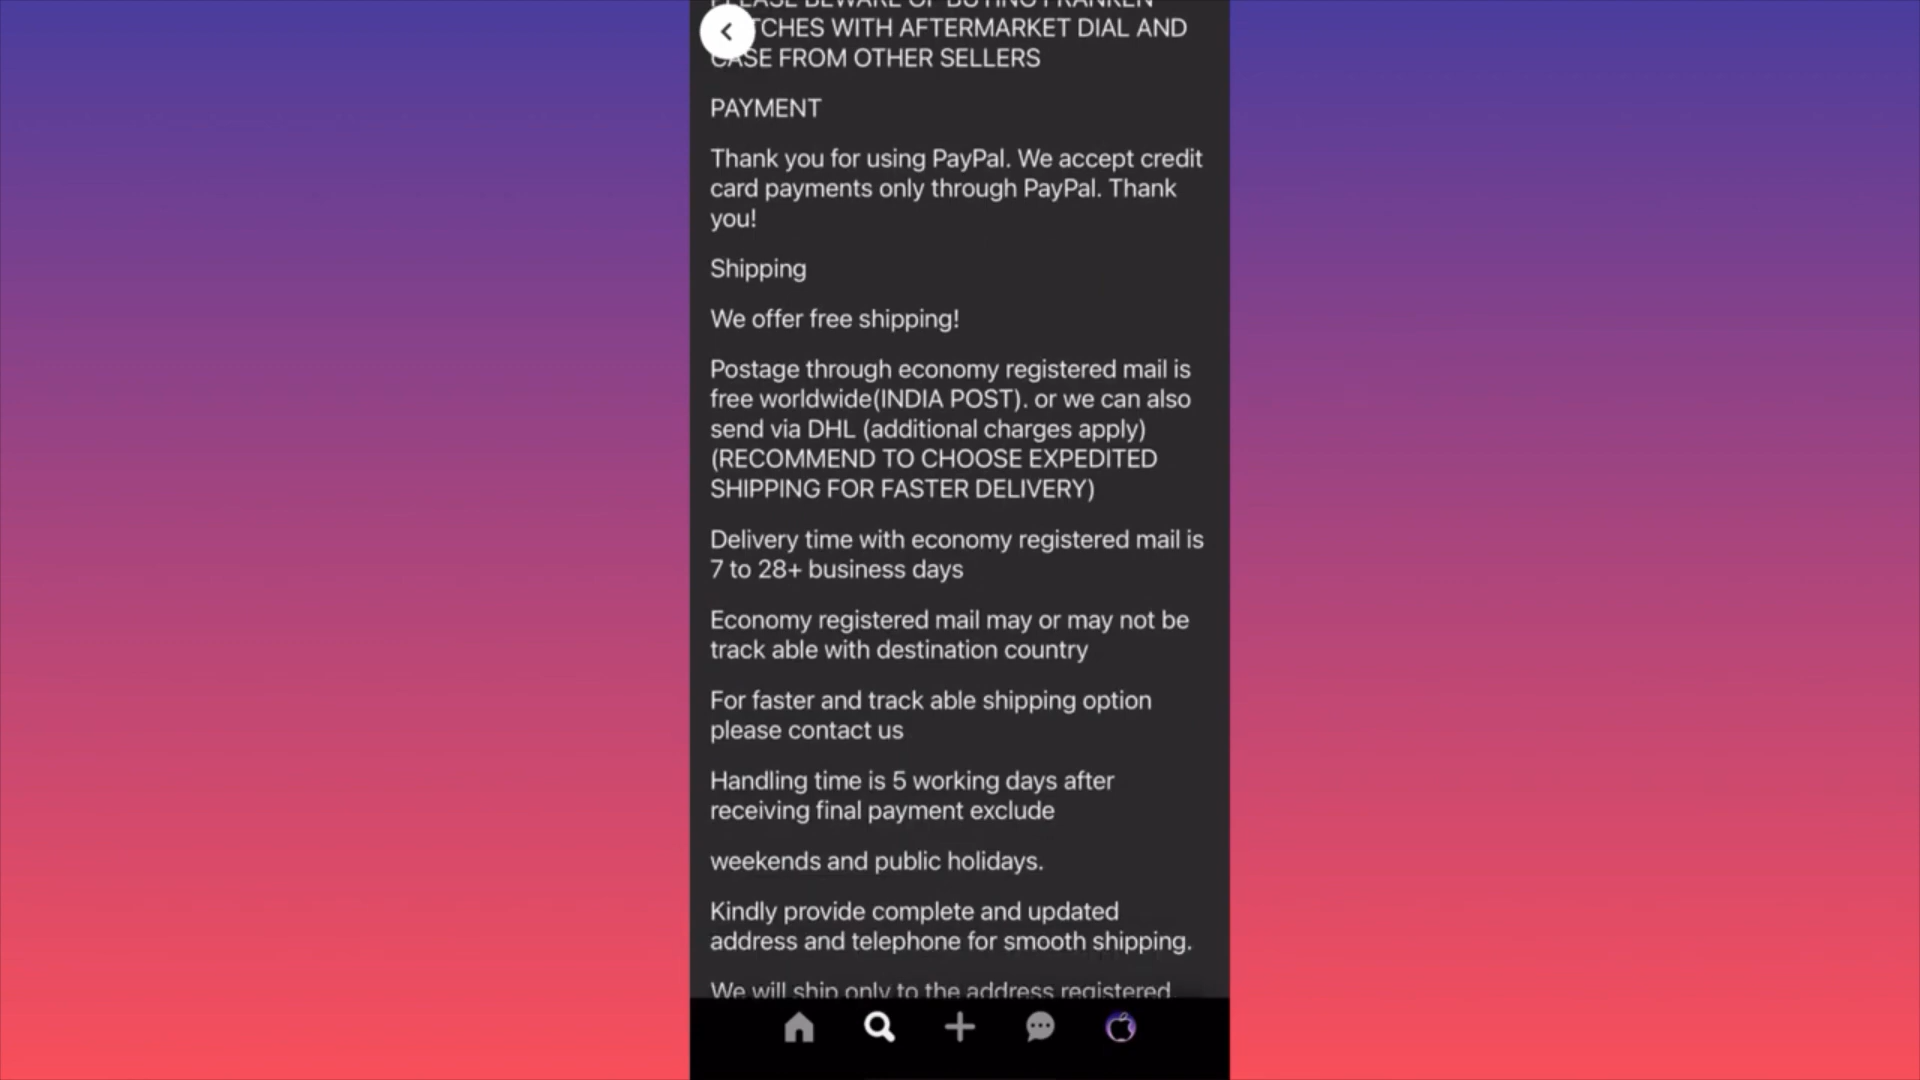 PLEASE BEWARE OF BUYING FRANKEN
TCHES WITH AFTERMARKET DIAL AND
CASE FROM OTHER SELLERS
PAYMENT
Thank you for using PayPal. We accept credit
card payments only through PayPal. Thank
you!
Shipping
We offer free shipping!
Postage through economy registered mail is
free worldwide(INDIA POST). or we can also
send via DHL (additional charges apply)
(RECOMMEND TO CHOOSE EXPEDITED
SHIPPING FOR FASTER DELIVERY)
Delivery time with economy registered mail is
7 to 28+ business days
Economy registered mail may or may not be
track able with destination country
For faster and track able shipping option
please contact us
Handling time is 5 working days after
receiving final payment exclude
weekends and public holidays.
Kindly provide complete and updated
address and telephone for smooth shipping.
We will ship only to the address registered